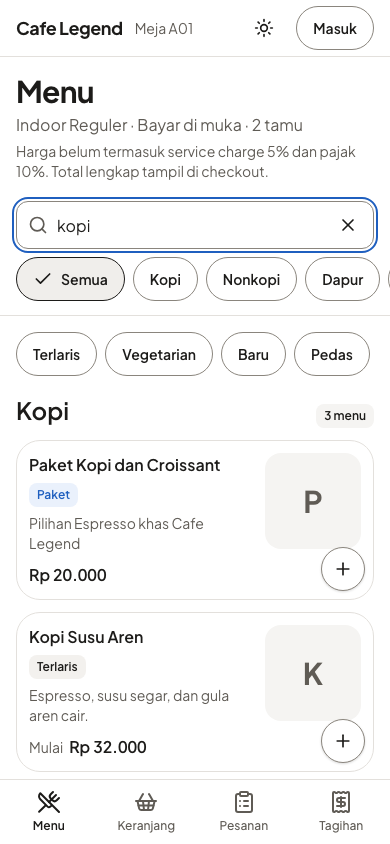 Cafe Legend Meja A01 Masuk
Menu
Indoor Reguler · Bayar di muka · 2 tamu
Harga belum termasuk service charge 5% dan pajak
10%. Total lengkap tampil di checkout.
kopi
Semua Kopi Nonkopi Dapur
Terlaris Vegetarian Baru Pedas
Kopi 3 menu
Paket Kopi dan Croissant
Paket
P
Pilihan Espresso khas Cafe
Legend
Rp 20.000
Kopi Susu Aren
Terlaris
K
Espresso, susu segar, dan gula
aren cair.
Mulai Rp 32.000
Menu Keranjang Pesanan Tagihan